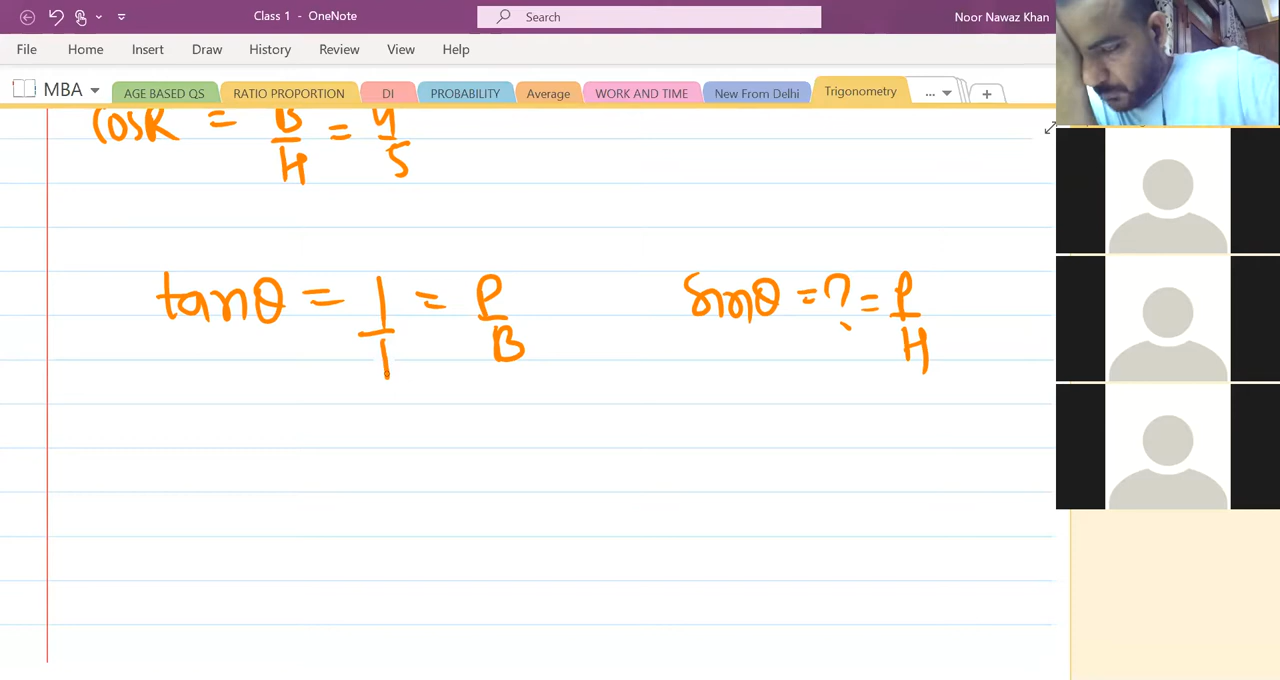 Class 1 - OneNote
Search
Noor Nawaz Khan
File Home Insert Draw History Review View Help
MBA AGE BASED QS RATIO PROPORTION DI PROBABILITY Average WORK AND TIME New From Delhi Trigonometry ... +
CosR = B/H = 4/5
tanθ = 1/1 = P/B
Sinθ = ? = P/H